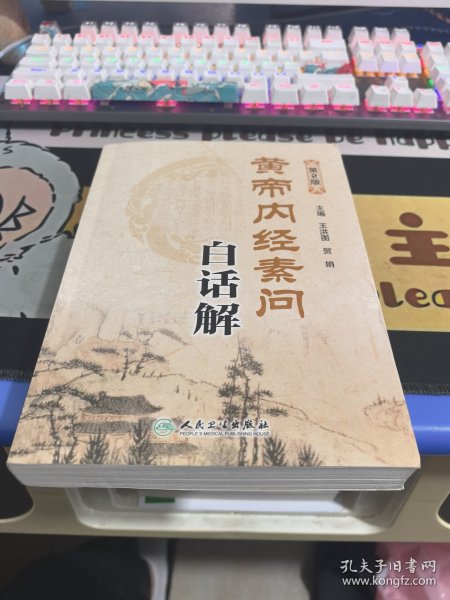 Princess please be happy
主
lea
第2版
黄帝内经素问
白话解
主编 王洪图 贺娟
人民卫生出版社
PEOPLE'S MEDICAL PUBLISHING HOUSE
孔夫子旧书网
www.kongfz.com